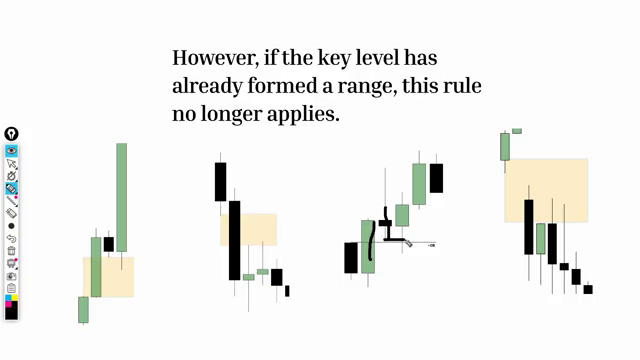 However, if the key level has
already formed a range, this rule
no longer applies.